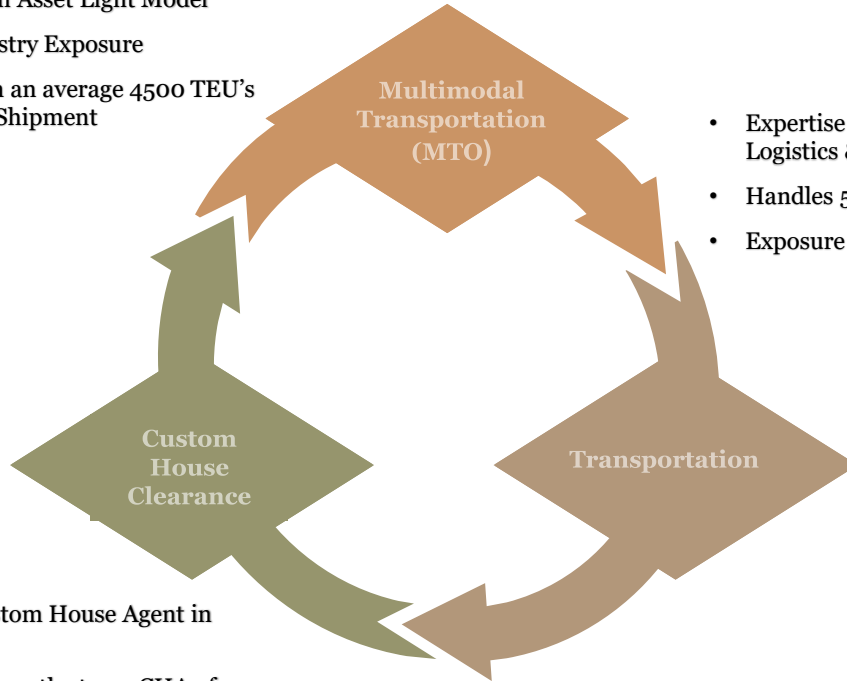 Asset Light Model
stry Exposure
an average 4500 TEU's
Shipment
Multimodal
Transportation
(MTO)
• Expertise
Logistics &
• Handles 5
• Exposure
Custom
House
Clearance
Transportation
tom House Agent in